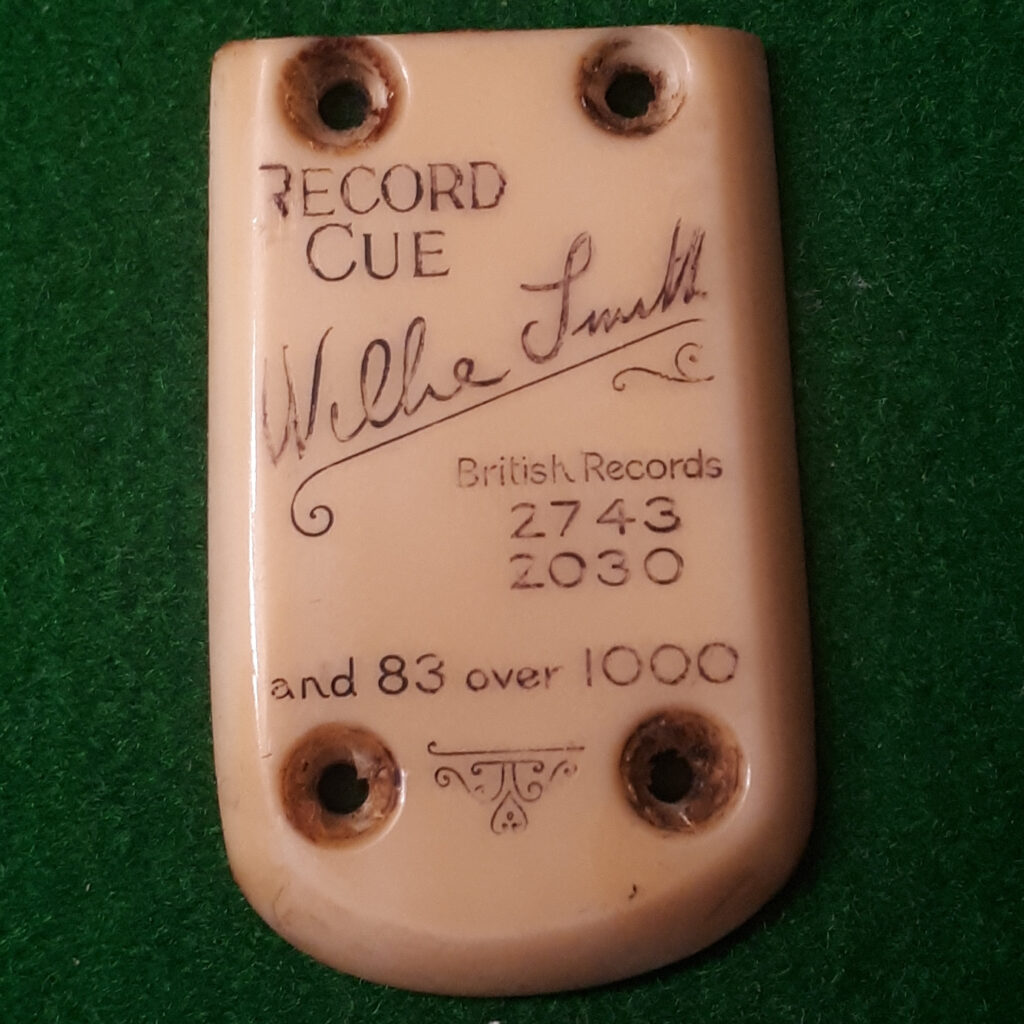 RECORD
CUE
Willie Smith
British Records
2743
2030
and 83 over 1000